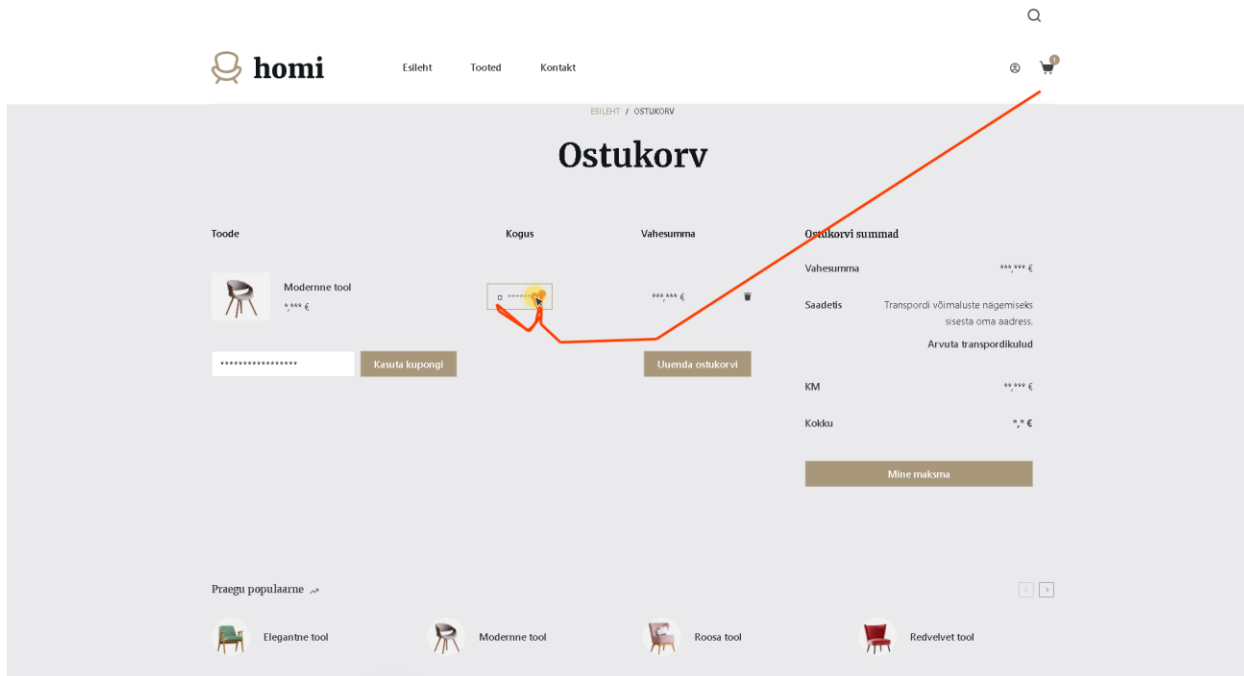 homi
Esileht Tooted Kontakt
1
ESILEHT / OSTUKORV
Ostukorv
Toode Kogus Vahesumma
Modernne tool
*,*** €
***,*** €
****************
Kasuta kupongi
Uuenda ostukorvi
Ostukorvi summad
Vahesumma ***,*** €
Saadetis Transpordi võimaluste nägemiseks
sisesta oma aadress.
Arvuta transpordikulud
KM **,*** €
Kokku *,* €
Mine maksma
Praegu populaarne
Elegantne tool Modernne tool Roosa tool Redvelvet tool